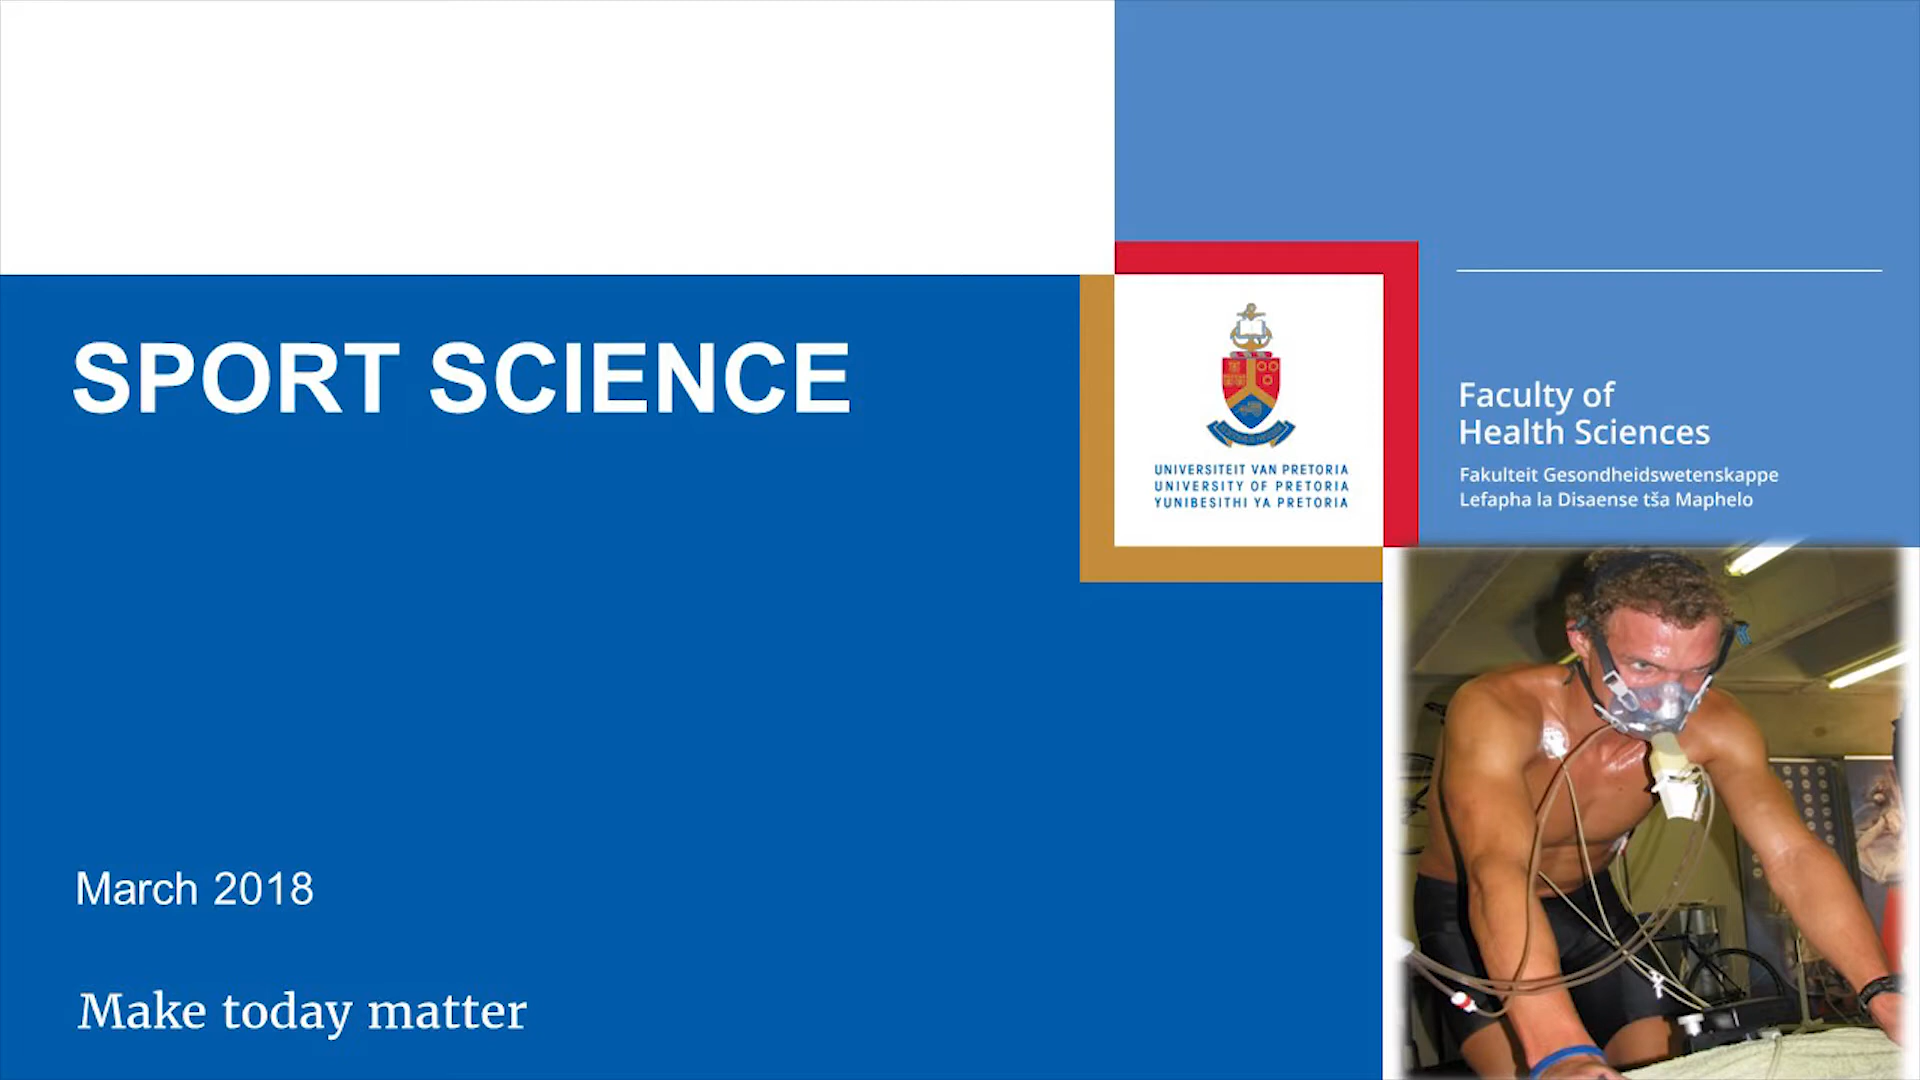 SPORT SCIENCE
UNIVERSITEIT VAN PRETORIA
UNIVERSITY OF PRETORIA
YUNIBESITHI YA PRETORIA
Faculty of
Health Sciences
Fakulteit Gesondheidswetenskappe
Lefapha la Disaense tša Maphelo
March 2018
Make today matter